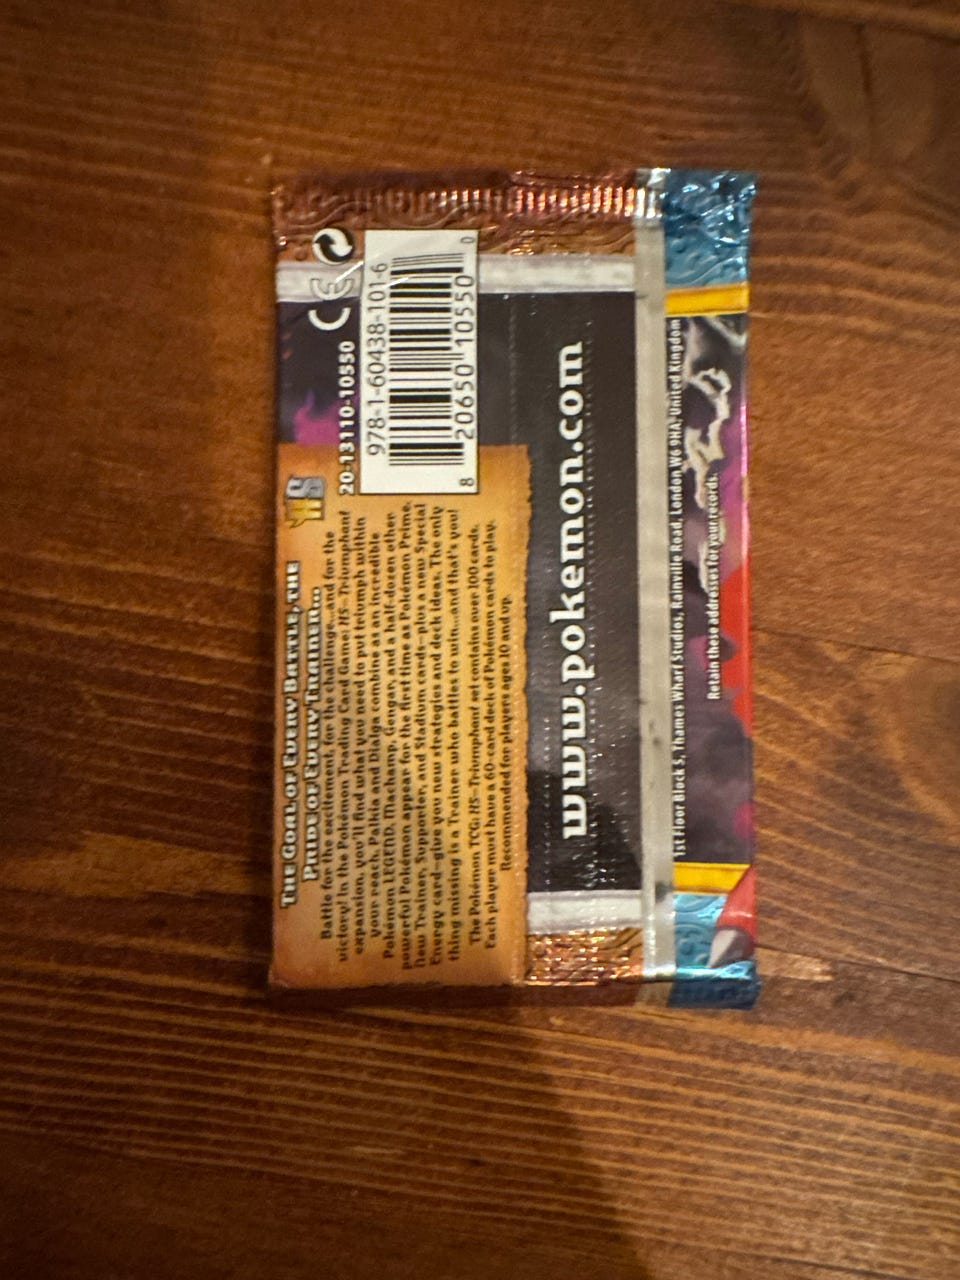 THE GOAL OF EVERY BATTLE, THE
PRIDE OF EVERY TRAINER...
HS
Battle for the excitement, for the challenge...and for the
victory! In the Pokémon Trading Card Game: HS—Triumphant
expansion, you'll find what you need to put triumph within
your reach. Palkia and Dialga combine as an incredible
Pokémon LEGEND. Machamp, Gengar, and a half-dozen other
powerful Pokémon appear for the first time as Pokémon Prime.
New Trainer, Supporter, and Stadium cards—plus a new Special
Energy card—give you new strategies and deck ideas. The only
thing missing is a Trainer who battles to win...and that's you!
The Pokémon TCG: HS—Triumphant set contains over 100 cards.
Each player must have a 60-card deck of Pokémon cards to play.
Recommended for players ages 10 and up.
20-13110-10550
CE
978-1-60438-101-6
8 20650 10550 0
www.pokemon.com
1st Floor Block 5, Thames Wharf Studios, Rainville Road, London W6 9HA, United Kingdom
Retain these addresses for your records.